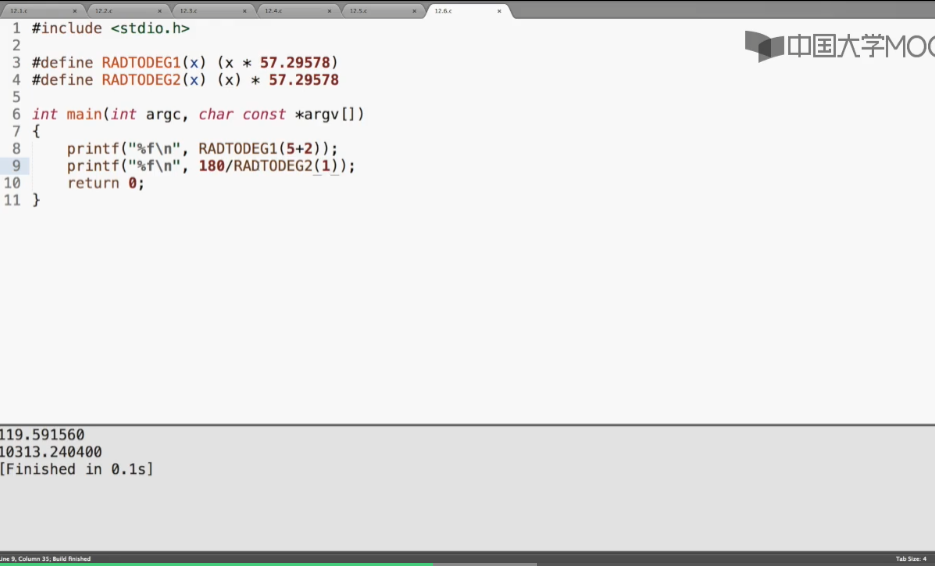 12.1.c × 12.2.c × 12.3.c × 12.4.c × 12.5.c × 12.6.c ×
中国大学MOO
1 #include <stdio.h>
2
3 #define RADTODEG1(x) (x * 57.29578)
4 #define RADTODEG2(x) (x) * 57.29578
5
6 int main(int argc, char const *argv[])
7 {
8 printf("%f\n", RADTODEG1(5+2));
9 printf("%f\n", 180/RADTODEG2(1));
10 return 0;
11 }
119.591560
10313.240400
[Finished in 0.1s]
ine 9, Column 35; Build finished Tab Size: 4